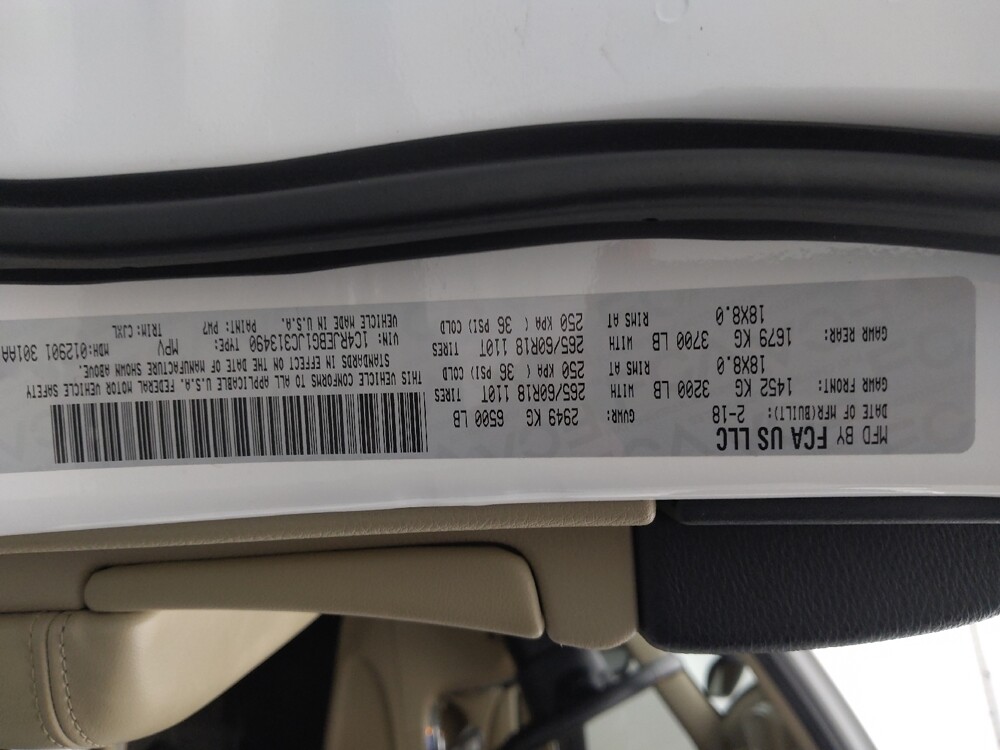 MFD BY FCA US LLC
DATE OF MFR(BUILT): 2-18
GVWR: 2949 KG 6500 LB
GAWR FRONT: 1452 KG 3200 LB WITH 265/60R18 110T TIRES
18X8.0 RIMS AT 250 KPA ( 36 PSI) COLD
GAWR REAR: 1679 KG 3700 LB WITH 265/60R18 110T TIRES
18X8.0 RIMS AT 250 KPA ( 36 PSI) COLD
THIS VEHICLE CONFORMS TO ALL APPLICABLE U.S.A. FEDERAL MOTOR VEHICLE SAFETY
STANDARDS IN EFFECT ON THE DATE OF MANUFACTURE SHOWN ABOVE.
VIN: 1C4RJEBG1JC313490 TYPE: MPV MDH:012901 301AA
VEHICLE MADE IN U.S.A. PAINT: PW7 TRIM: CJXL